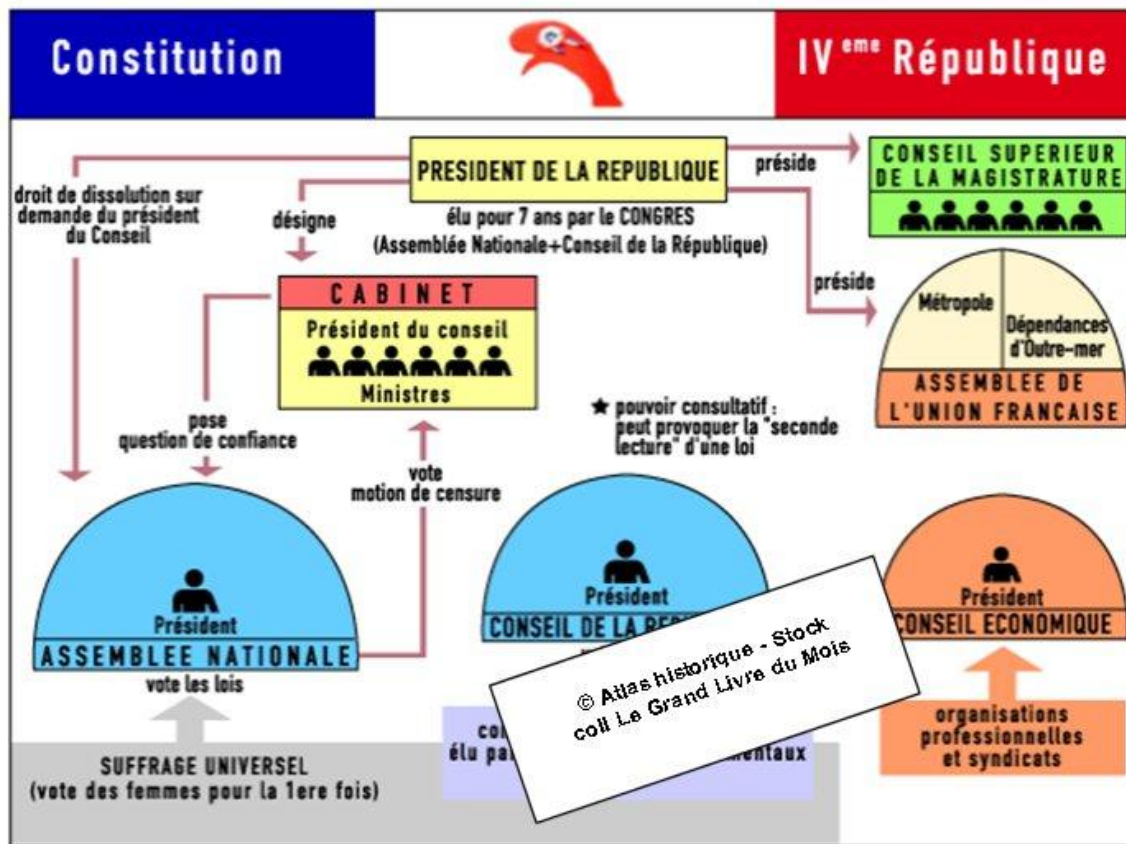 Constitution
IV eme République
PRESIDENT DE LA REPUBLIQUE
élu pour 7 ans par le CONGRES
(Assemblée Nationale+Conseil de la République)
préside
CONSEIL SUPERIEUR
DE LA MAGISTRATURE
droit de dissolution sur
demande du président
du Conseil
désigne
préside
Métropole
Dépendances
d'Outre-mer
ASSEMBLEE DE
L'UNION FRANCAISE
CABINET
Président du conseil
Ministres
pose
question de confiance
★ pouvoir consultatif :
peut provoquer la "seconde
lecture" d'une loi
vote
motion de censure
Président
ASSEMBLEE NATIONALE
vote les lois
Président
CONSEIL DE LA
Président
CONSEIL ECONOMIQUE
© Atlas historique - Stock
coll Le Grand Livre du Mois
élu
organisations
professionnelles
et syndicats
SUFFRAGE UNIVERSEL
(vote des femmes pour la 1ere fois)